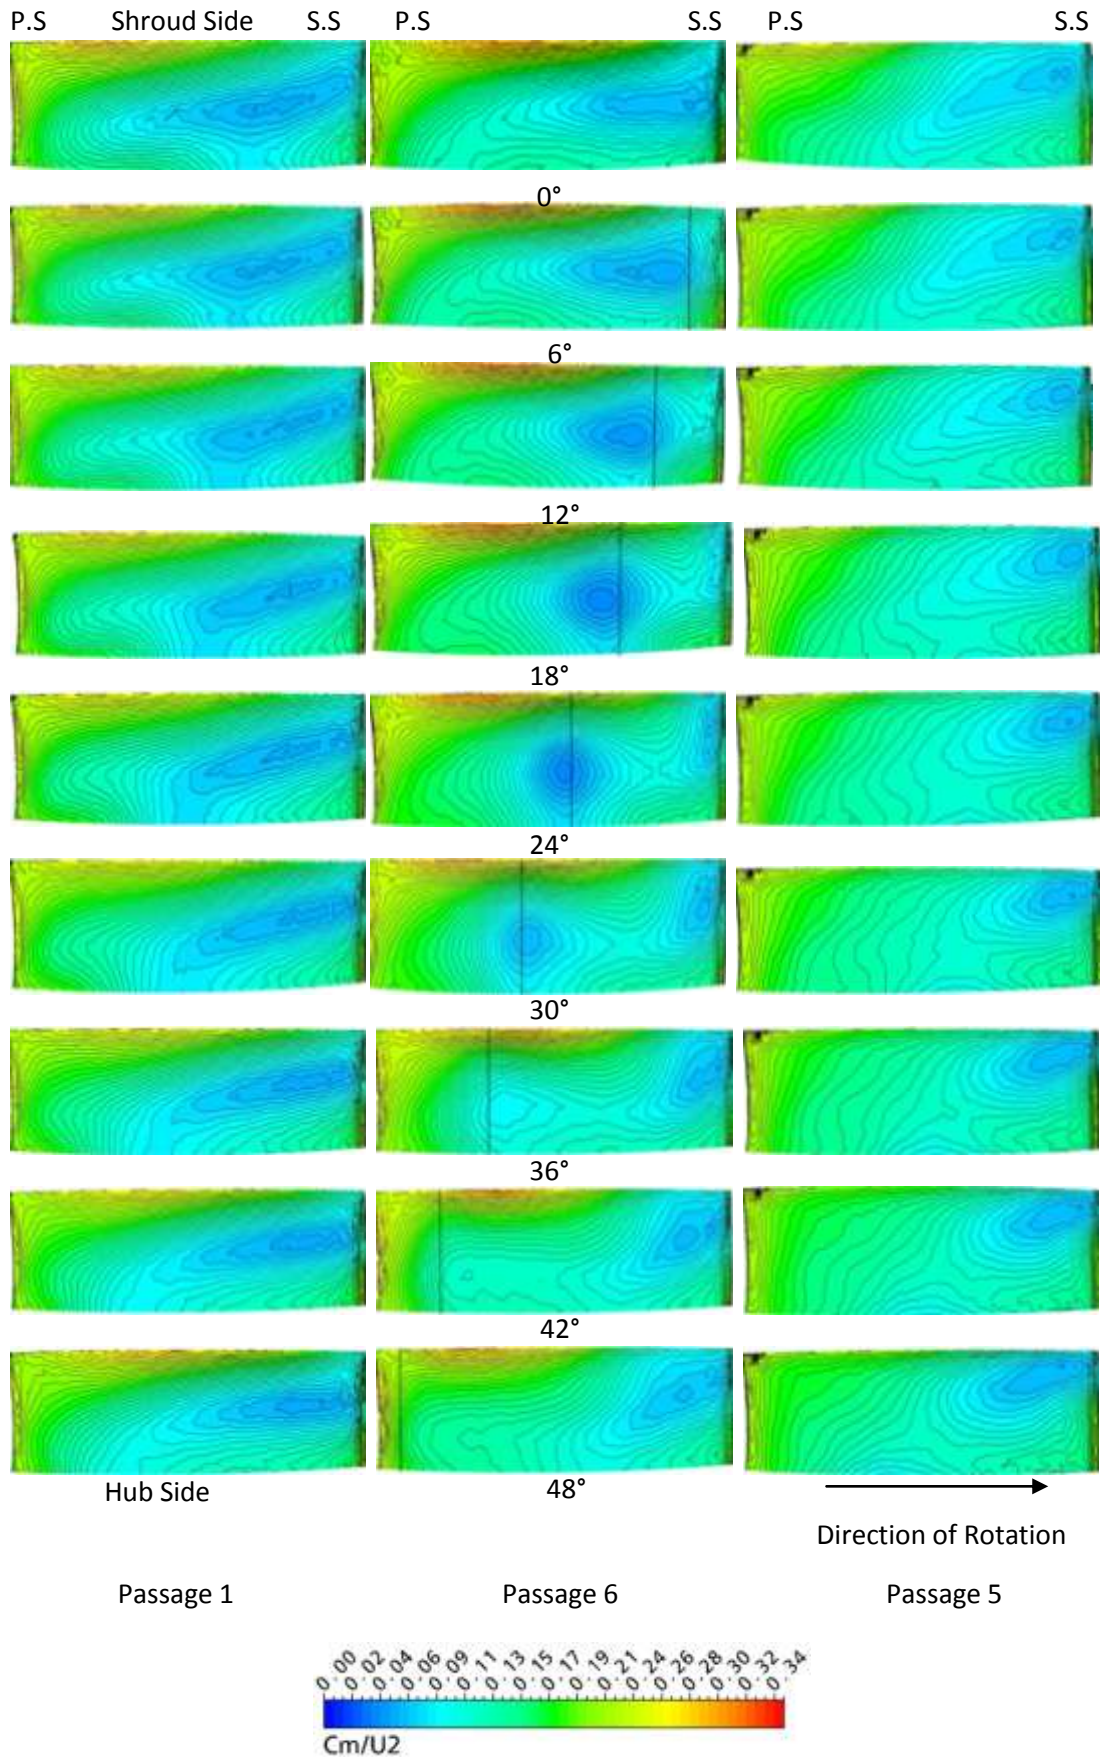 P.S Shroud Side S.S P.S S.S P.S S.S
0°
6°
12°
18°
24°
30°
36°
42°
48°
Hub Side
Direction of Rotation
Passage 1 Passage 6 Passage 5
0.00 0.02 0.04 0.06 0.09 0.11 0.13 0.15 0.17 0.19 0.21 0.24 0.26 0.28 0.30 0.32 0.34
Cm/U2